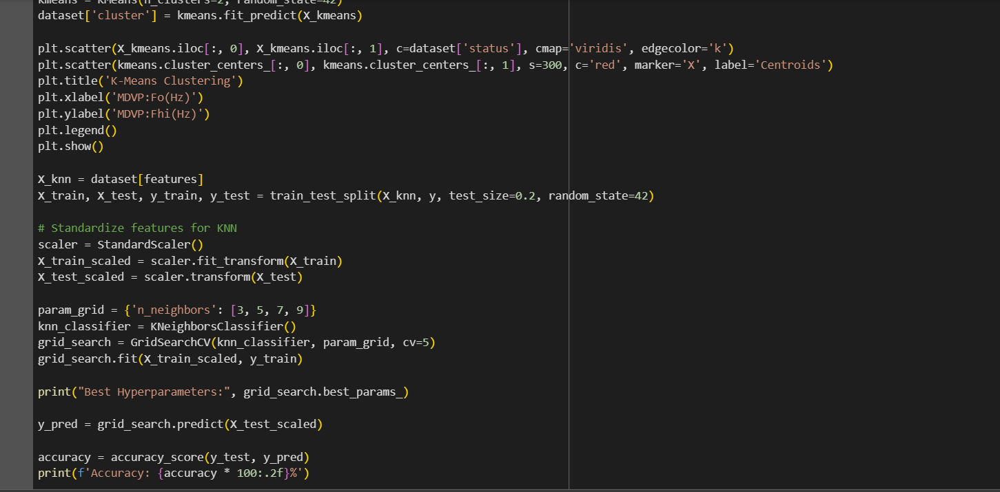 kmeans = KMeans(n_clusters=2, random_state=42)
dataset['cluster'] = kmeans.fit_predict(X_kmeans)
plt.scatter(X_kmeans.iloc[:, 0], X_kmeans.iloc[:, 1], c=dataset['status'], cmap='viridis', edgecolor='k')
plt.scatter(kmeans.cluster_centers_[:, 0], kmeans.cluster_centers_[:, 1], s=300, c='red', marker='X', label='Centroids')
plt.title('K-Means Clustering')
plt.xlabel('MDVP:Fo(Hz)')
plt.ylabel('MDVP:Fhi(Hz)')
plt.legend()
plt.show()
X_knn = dataset[features]
X_train, X_test, y_train, y_test = train_test_split(X_knn, y, test_size=0.2, random_state=42)
# Standardize features for KNN
scaler = StandardScaler()
X_train_scaled = scaler.fit_transform(X_train)
X_test_scaled = scaler.transform(X_test)
param_grid = {'n_neighbors': [3, 5, 7, 9]}
knn_classifier = KNeighborsClassifier()
grid_search = GridSearchCV(knn_classifier, param_grid, cv=5)
grid_search.fit(X_train_scaled, y_train)
print("Best Hyperparameters:", grid_search.best_params_)
y_pred = grid_search.predict(X_test_scaled)
accuracy = accuracy_score(y_test, y_pred)
print(f'Accuracy: {accuracy * 100:.2f}%')